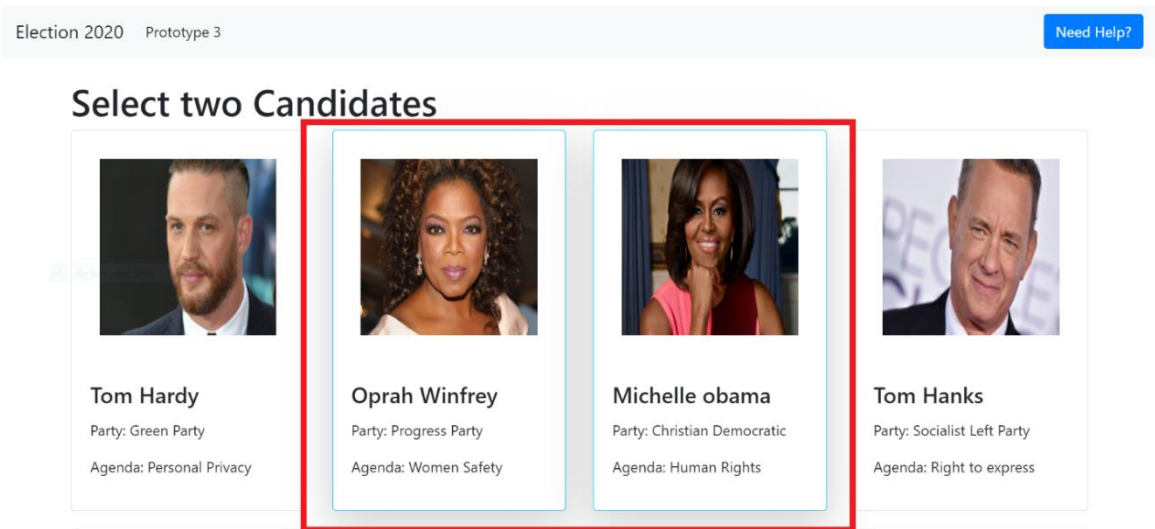 Election 2020 Prototype 3 Need Help?
Select two Candidates
Tom Hardy
Party: Green Party
Agenda: Personal Privacy
Oprah Winfrey
Party: Progress Party
Agenda: Women Safety
Michelle obama
Party: Christian Democratic
Agenda: Human Rights
Tom Hanks
Party: Socialist Left Party
Agenda: Right to express